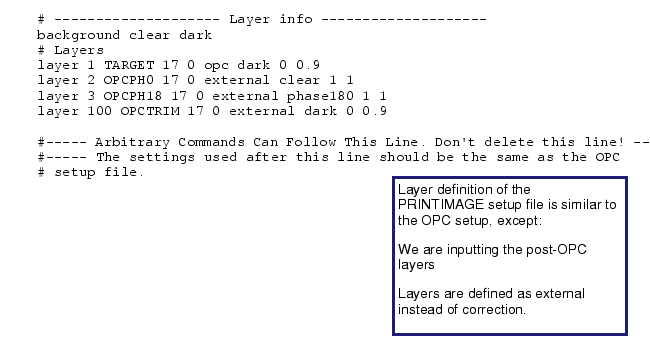 # ------------------- Layer info -------------------
background clear dark
# Layers
layer 1 TARGET 17 0 opc dark 0 0.9
layer 2 OPCPH0 17 0 external clear 1 1
layer 3 OPCPH18 17 0 external phase180 1 1
layer 100 OPCTRIM 17 0 external dark 0 0.9
#----- Arbitrary Commands Can Follow This Line. Don't delete this line! --
#----- The settings used after this line should be the same as the OPC
# setup file.
Layer definition of the
PRINTIMAGE setup file is similar to
the OPC setup, except:
We are inputting the post-OPC
layers
Layers are defined as external
instead of correction.